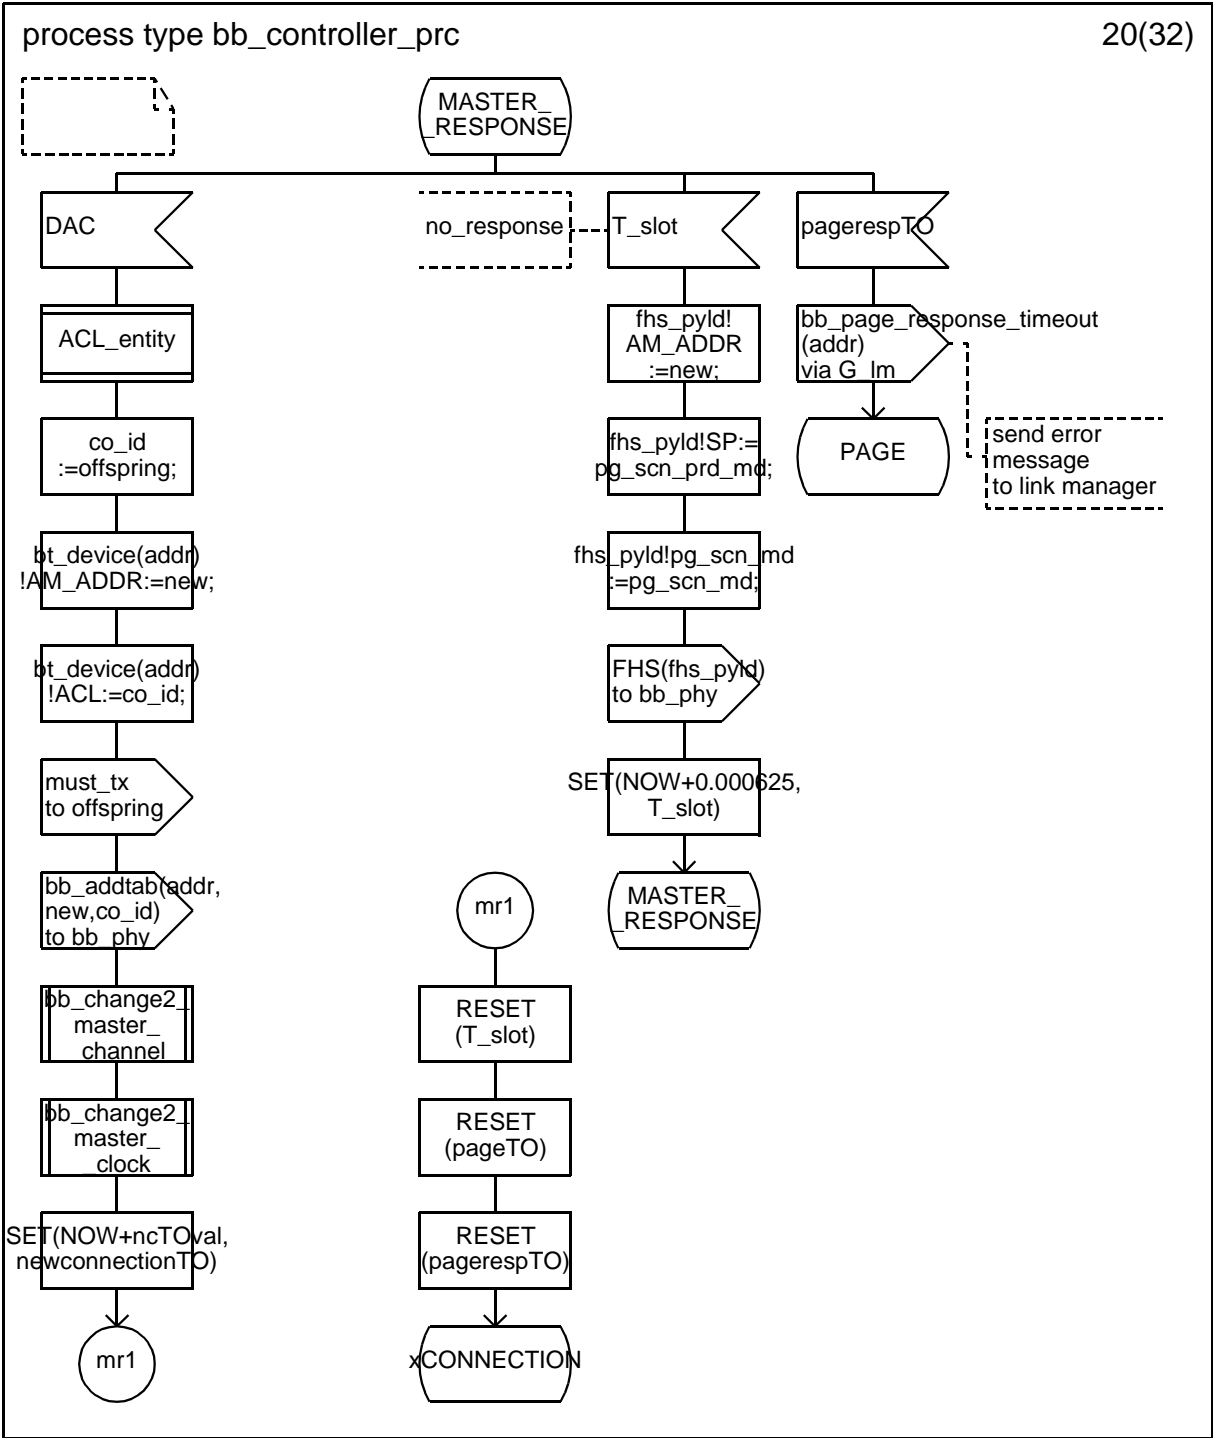 process type bb_controller_prc
20(32)
MASTER_
_RESPONSE
DAC
no_response
T_slot
pagerespTO
ACL_entity
fhs_pyld!
AM_ADDR
:=new;
bb_page_response_timeout
(addr)
via G_lm
co_id
:=offspring;
fhs_pyld!SP:=
pg_scn_prd_md;
PAGE
send error
message
to link manager
bt_device(addr)
!AM_ADDR:=new;
fhs_pyld!pg_scn_md
:=pg_scn_md;
bt_device(addr)
!ACL:=co_id;
FHS(fhs_pyld)
to bb_phy
must_tx
to offspring
SET(NOW+0.000625,
T_slot)
bb_addtab(addr,
new,co_id)
to bb_phy
mr1
MASTER_
_RESPONSE
bb_change2_
master_
_channel
RESET
(T_slot)
bb_change2_
master_
_clock
RESET
(pageTO)
SET(NOW+ncTOval,
newconnectionTO)
RESET
(pagerespTO)
mr1
xCONNECTION